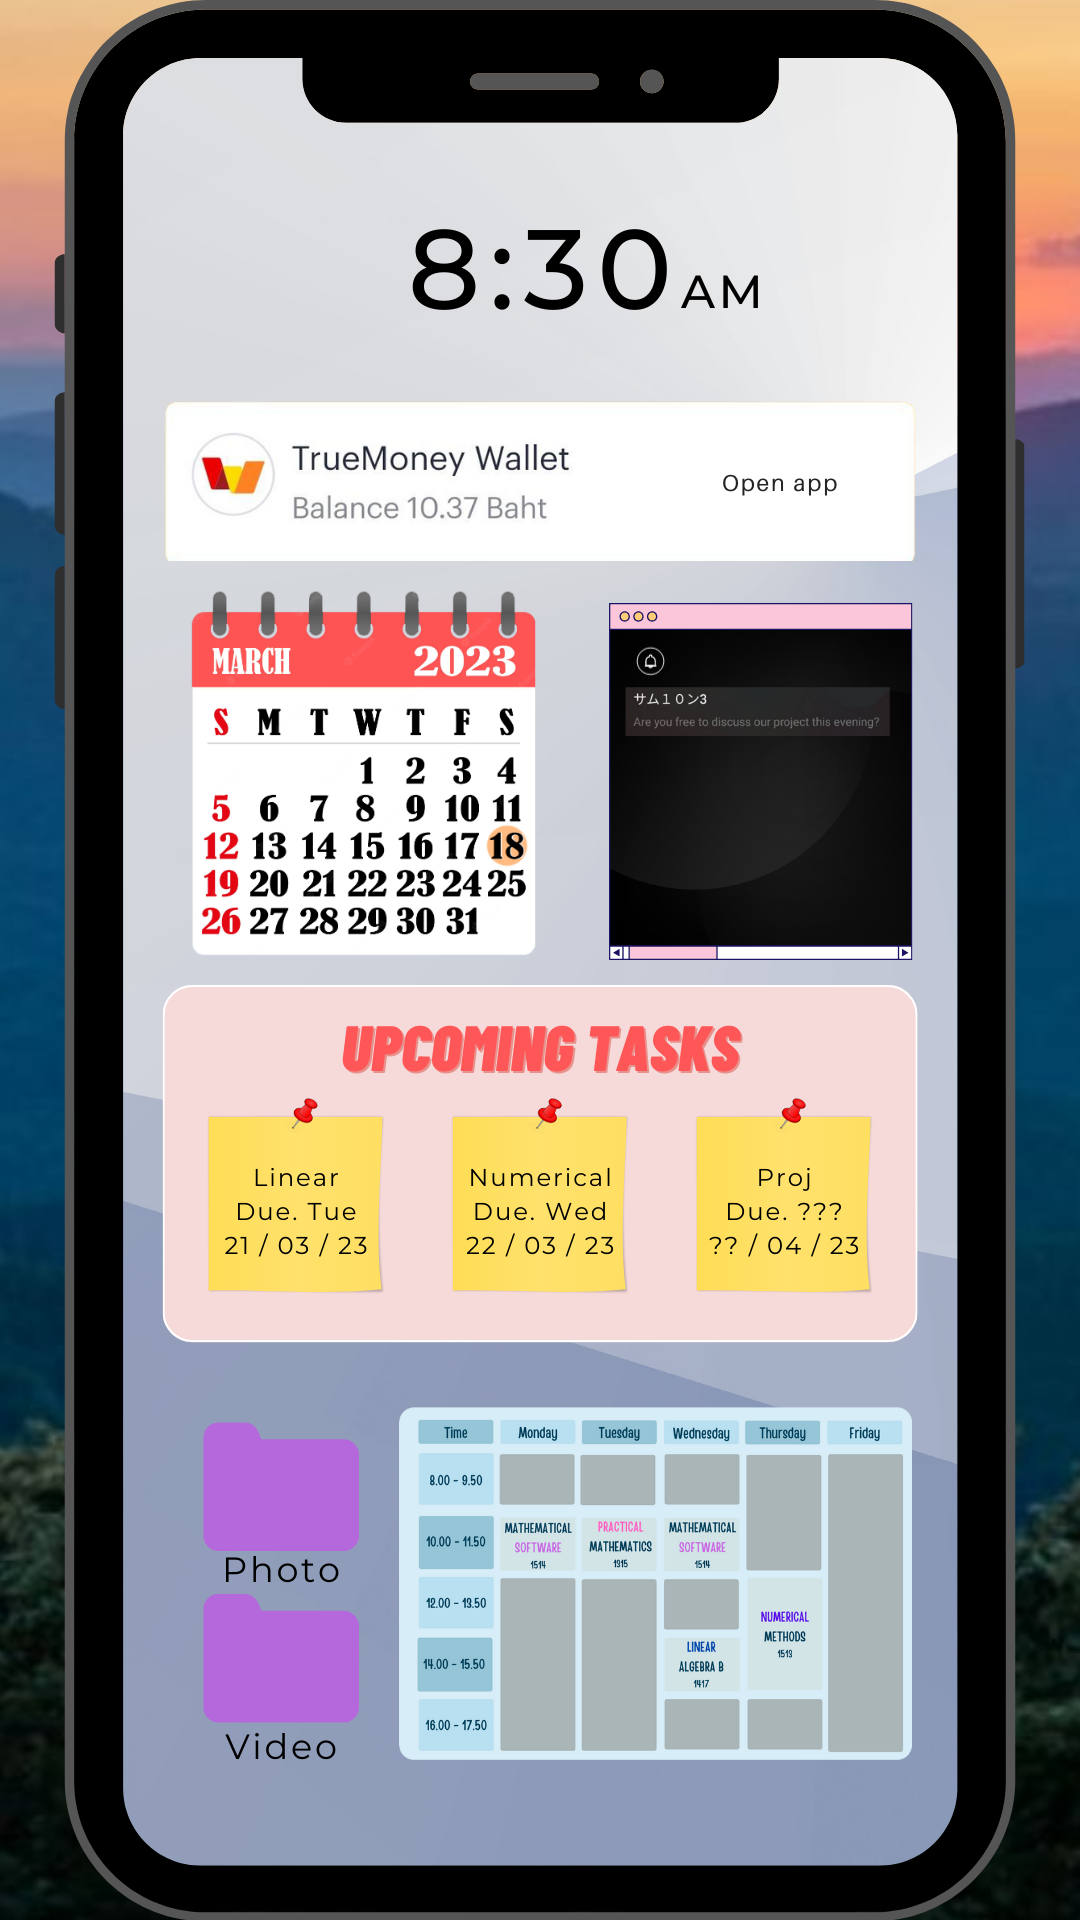 8:30 AM
TrueMoney Wallet
Balance 10.37 Baht
Open app
MARCH 2023
S M T W T F S
1 2 3 4
5 6 7 8 9 10 11
12 13 14 15 16 17 18
19 20 21 22 23 24 25
26 27 28 29 30 31
サム１０ン3
Are you free to discuss our project this evening?
UPCOMING TASKS
Linear
Due. Tue
21 / 03 / 23
Numerical
Due. Wed
22 / 03 / 23
Proj
Due. ???
?? / 04 / 23
Photo
Video
Time Monday Tuesday Wednesday Thursday Friday
8.00 - 9.50
10.00 - 11.50
MATHEMATICAL
SOFTWARE
1514
PRACTICAL
MATHEMATICS
1315
MATHEMATICAL
SOFTWARE
1514
12.00 - 13.50
NUMERICAL
METHODS
1513
14.00 - 15.50
LINEAR
ALGEBRA B
1417
16.00 - 17.50